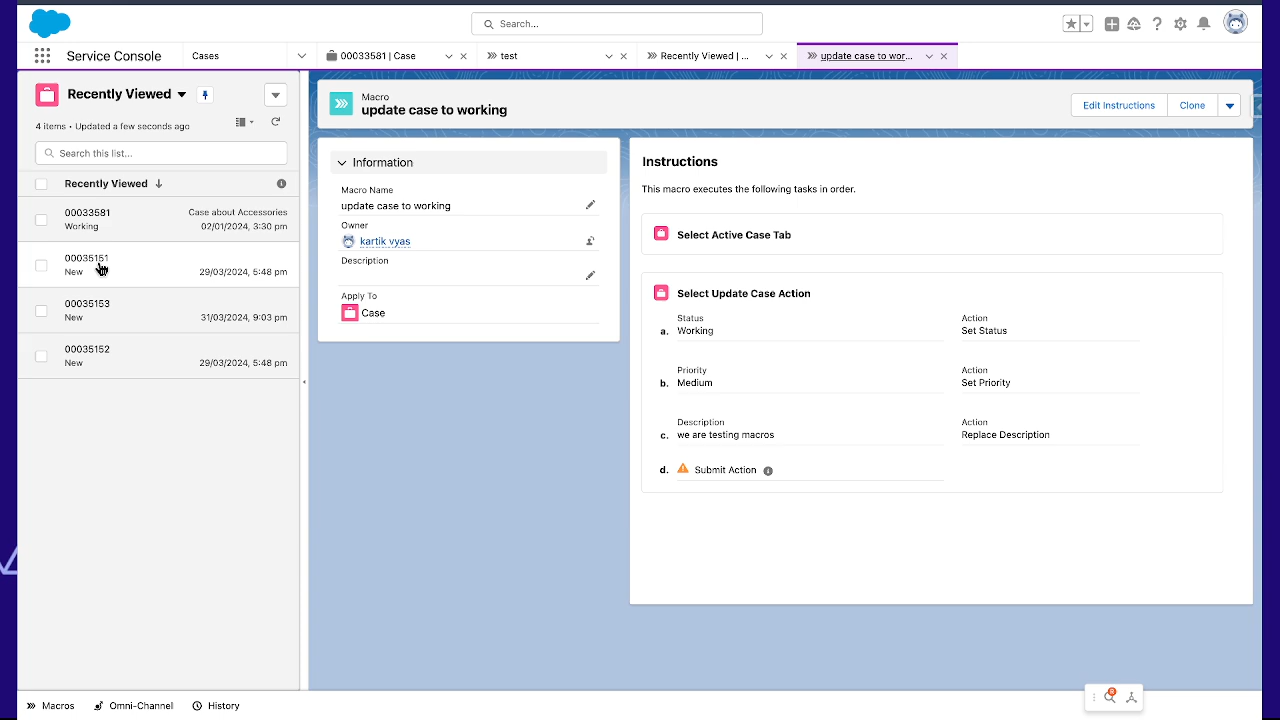 Search...
Service Console
Cases
00033581 | Case
test
Recently Viewed | ...
update case to wor...
Recently Viewed
4 items • Updated a few seconds ago
Search this list...
Recently Viewed
00033581
Case about Accessories
Working
02/01/2024, 3:30 pm
00035151
New
29/03/2024, 5:48 pm
00035153
New
31/03/2024, 9:03 pm
00035152
New
29/03/2024, 5:48 pm
Macro
update case to working
Edit Instructions
Clone
Information
Macro Name
update case to working
Owner
kartik vyas
Description
Apply To
Case
Instructions
This macro executes the following tasks in order.
Select Active Case Tab
Select Update Case Action
Status
Action
a. Working
Set Status
Priority
Action
b. Medium
Set Priority
Description
Action
c. we are testing macros
Replace Description
d. Submit Action
Macros
Omni-Channel
History